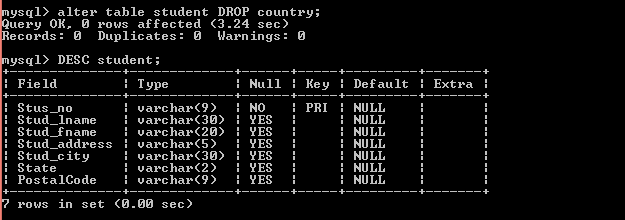 mysql> alter table student DROP country;
Query OK, 0 rows affected (3.24 sec)
Records: 0  Duplicates: 0  Warnings: 0
mysql> DESC student;
+--------------+-------------+------+-----+---------+-------+
| Field        | Type        | Null | Key | Default | Extra |
+--------------+-------------+------+-----+---------+-------+
| Stus_no      | varchar(9)  | NO   | PRI | NULL    |       |
| Stud_lname   | varchar(30) | YES  |     | NULL    |       |
| Stud_fname   | varchar(20) | YES  |     | NULL    |       |
| Stud_address | varchar(5)  | YES  |     | NULL    |       |
| Stud_city    | varchar(30) | YES  |     | NULL    |       |
| State        | varchar(2)  | YES  |     | NULL    |       |
| PostalCode   | varchar(9)  | YES  |     | NULL    |       |
+--------------+-------------+------+-----+---------+-------+
7 rows in set (0.00 sec)